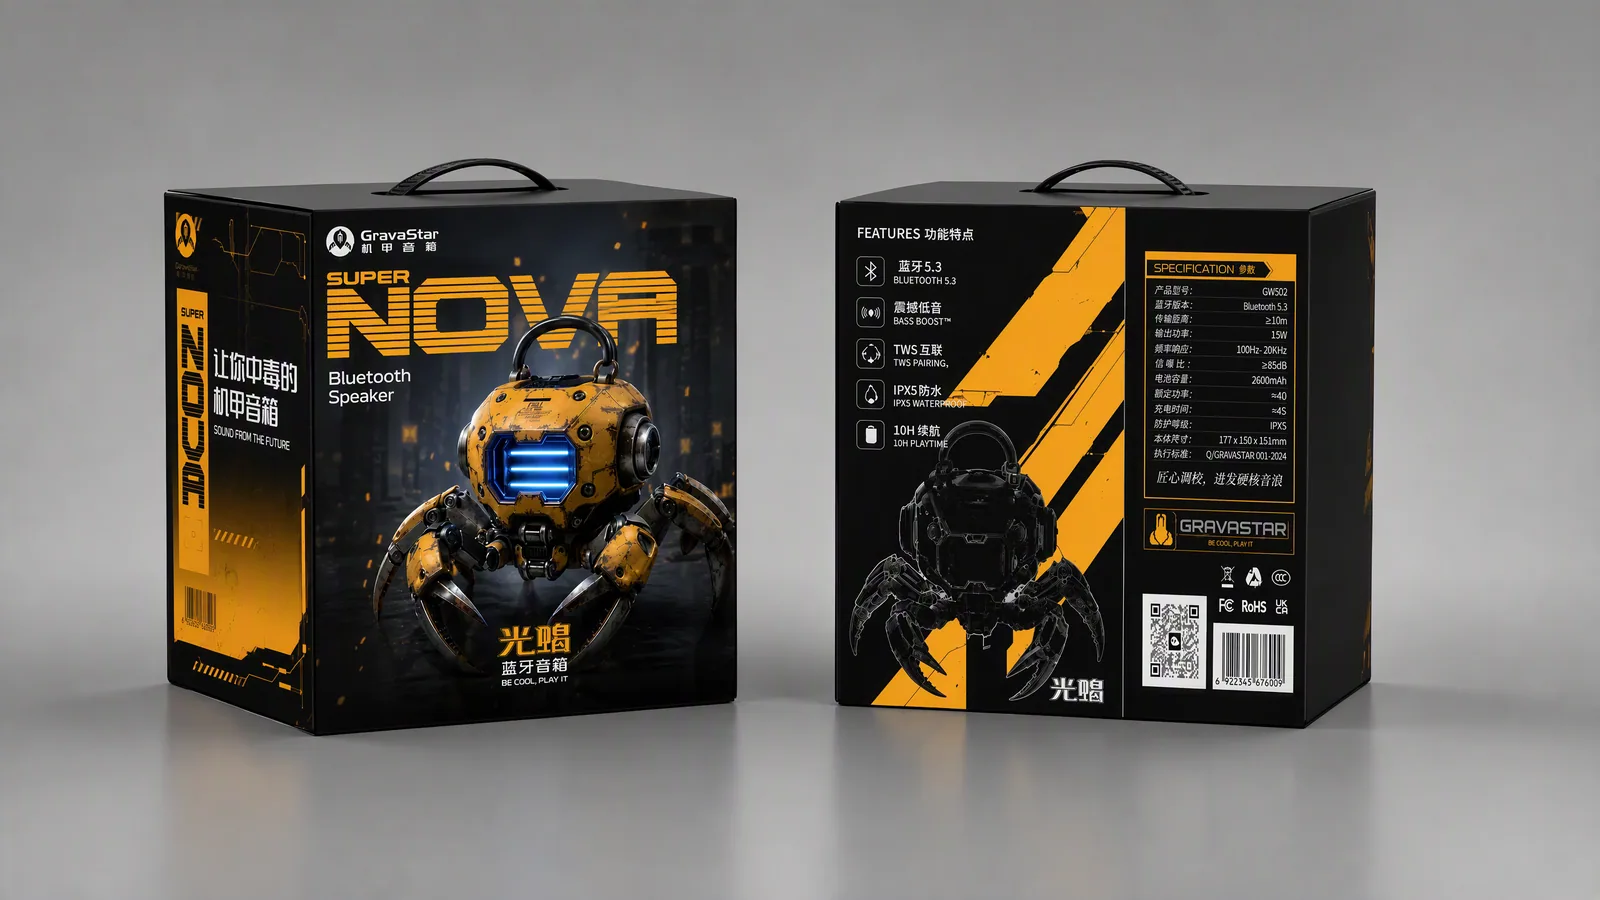 SUPER
NOVA
让你中毒的
机甲音箱
SOUND FROM THE FUTURE
GravaStar
机甲音箱
SUPER
NOVA
Bluetooth
Speaker
光蝎
蓝牙音箱
BE COOL, PLAY IT
FEATURES 功能特点
蓝牙5.3
BLUETOOTH 5.3
震撼低音
BASS BOOST™
TWS互联
TWS PAIRING,
IPX5防水
IPX5 WATERPROOF
10H 续航
10H PLAYTIME
光蝎
SPECIFICATION 参数
产品型号： GW502
蓝牙版本： Bluetooth 5.3
传输距离： ≥10m
输出功率： 15W
频率响应： 100Hz- 20KHz
信噪比： ≥85dB
电池容量： 2600mAh
额定功率： ≈40
充电时间： ≈4S
防护等级： IPX5
本体尺寸： 177 x 150 x 151mm
执行标准： Q/GRAVASTAR 001-2024
匠心调校，迸发硬核音浪
GRAVASTAR
BE COOL, PLAY IT
CCC
FC RoHS UK CA
6 922345 676009